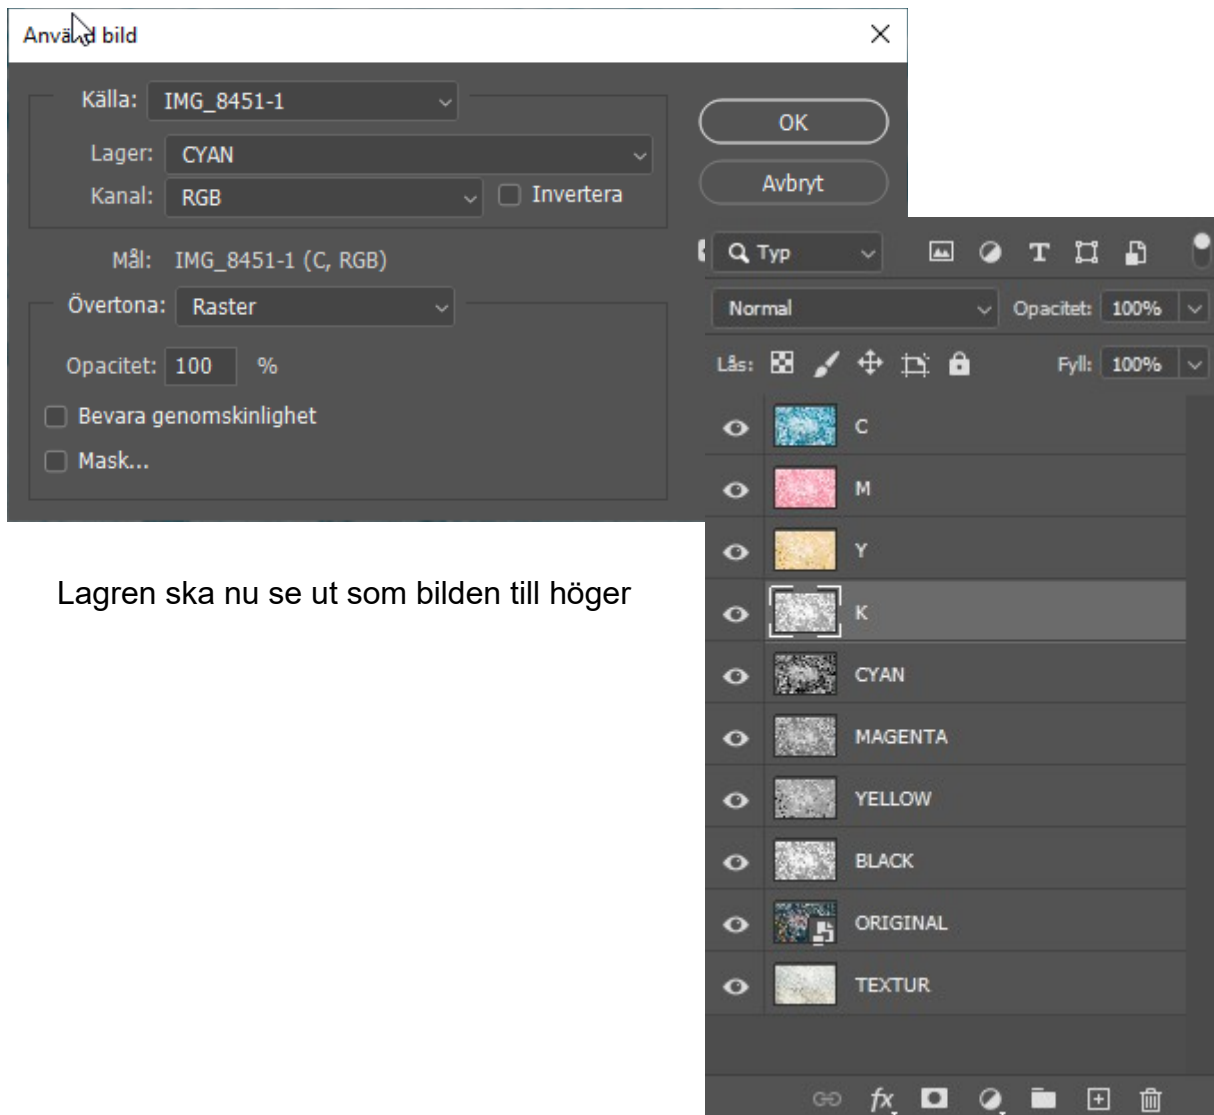 Använd bild
Källa: IMG_8451-1
OK
Lager: CYAN
Avbryt
Kanal: RGB Invertera
Mål: IMG_8451-1 (C, RGB)
Övertona: Raster
Opacitet: 100 %
Bevara genomskinlighet
Mask...
Lagren ska nu se ut som bilden till höger
Typ
Normal Opacitet: 100%
Lås: Fyll: 100%
C
M
Y
K
CYAN
MAGENTA
YELLOW
BLACK
ORIGINAL
TEXTUR
fx